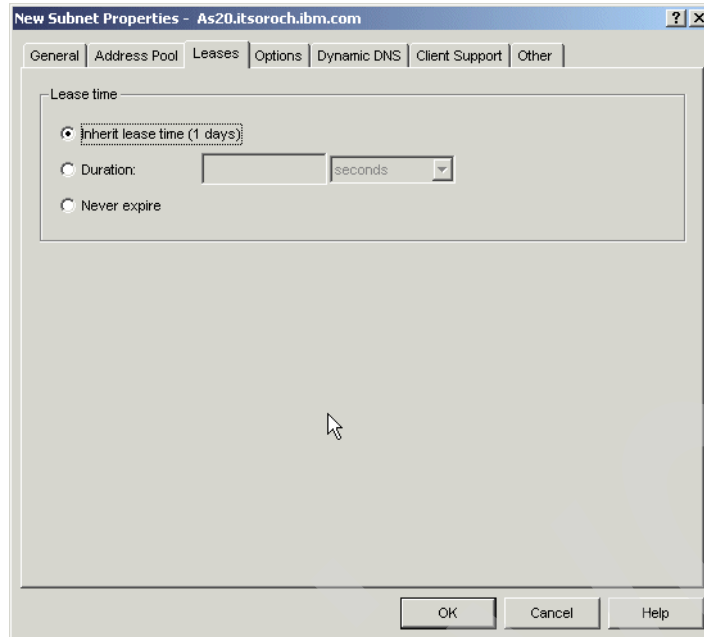 New Subnet Properties - As20.itsoroch.ibm.com
General Address Pool Leases Options Dynamic DNS Client Support Other
Lease time
Inherit lease time (1 days)
Duration: seconds
Never expire
OK Cancel Help